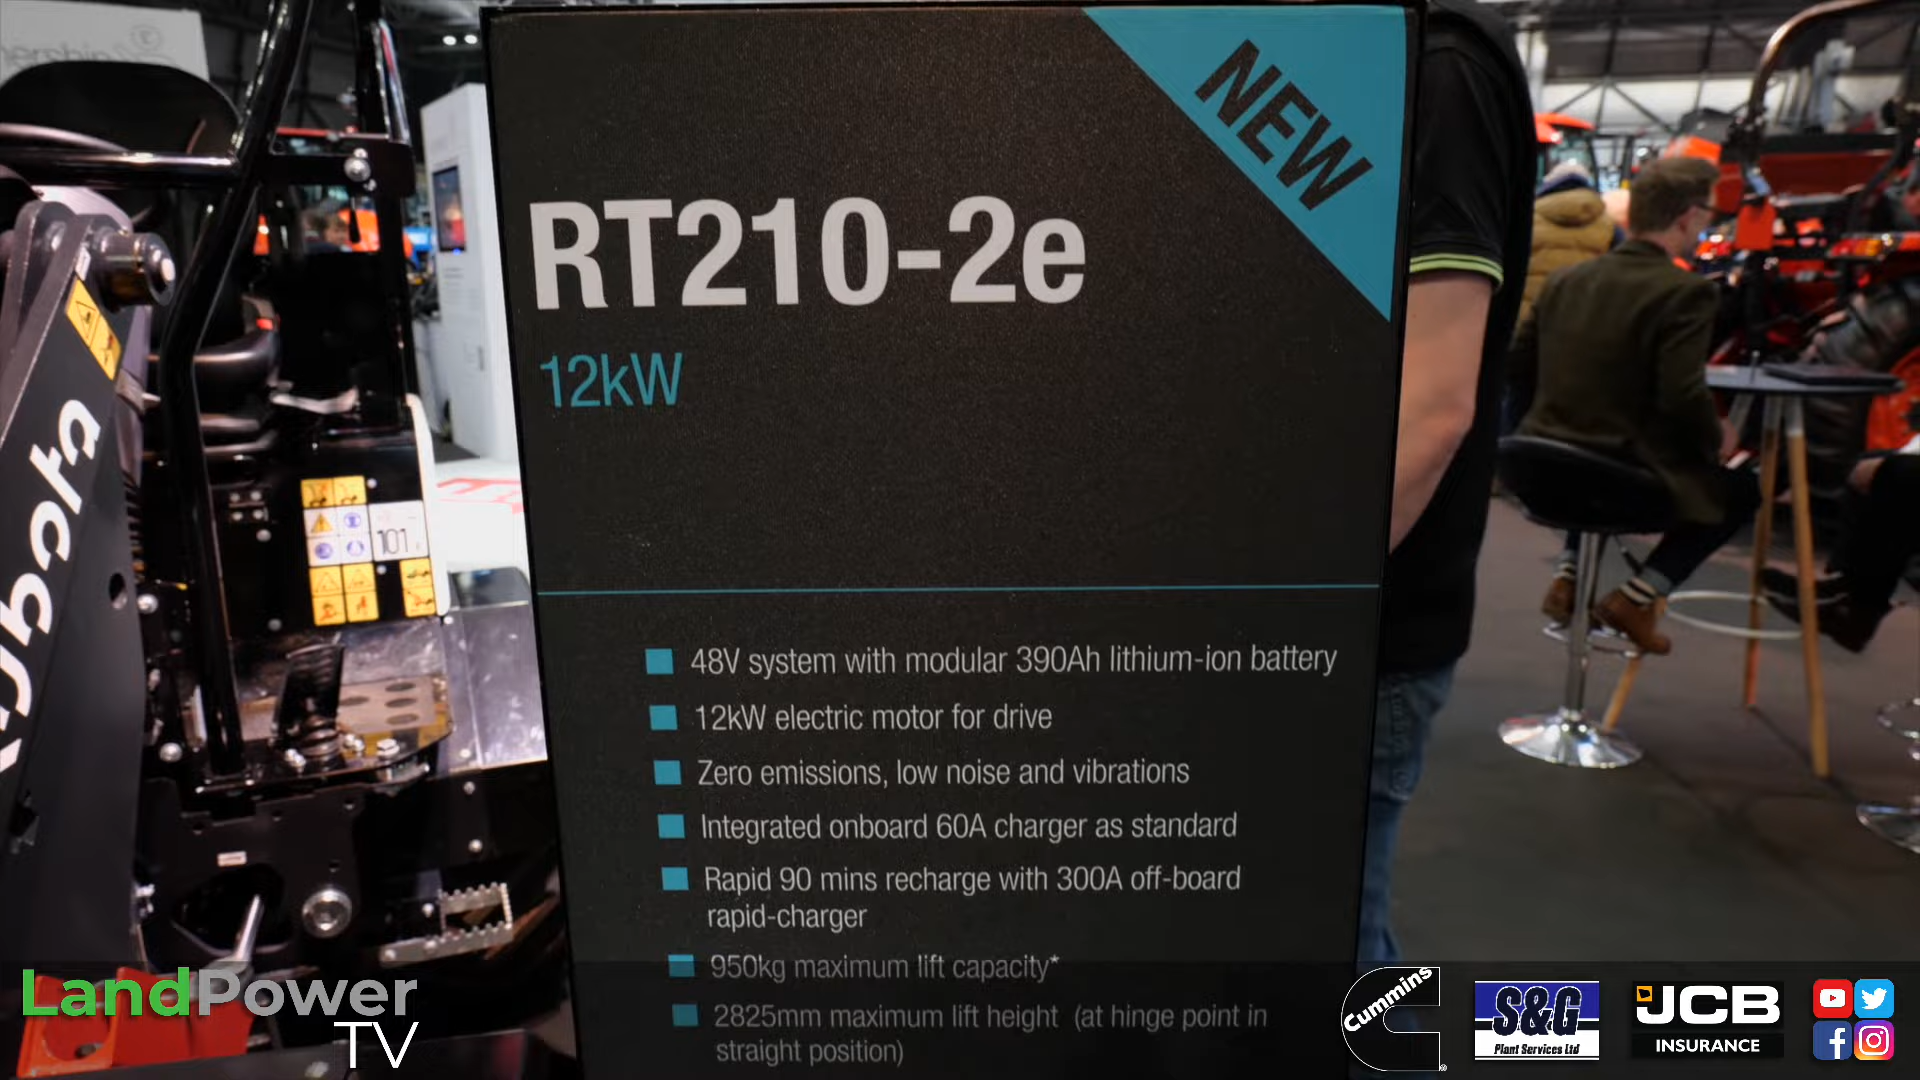 NEW
RT210-2e
12kW
48V system with modular 390Ah lithium-ion battery
12kW electric motor for drive
Zero emissions, low noise and vibrations
Integrated onboard 60A charger as standard
Rapid 90 mins recharge with 300A off-board
rapid-charger
950kg maximum lift capacity*
2825mm maximum lift height (at hinge point in
straight position)
Kubota
101
LandPower
TV
Cummins
S&G
Plant Services Ltd
JCB
INSURANCE